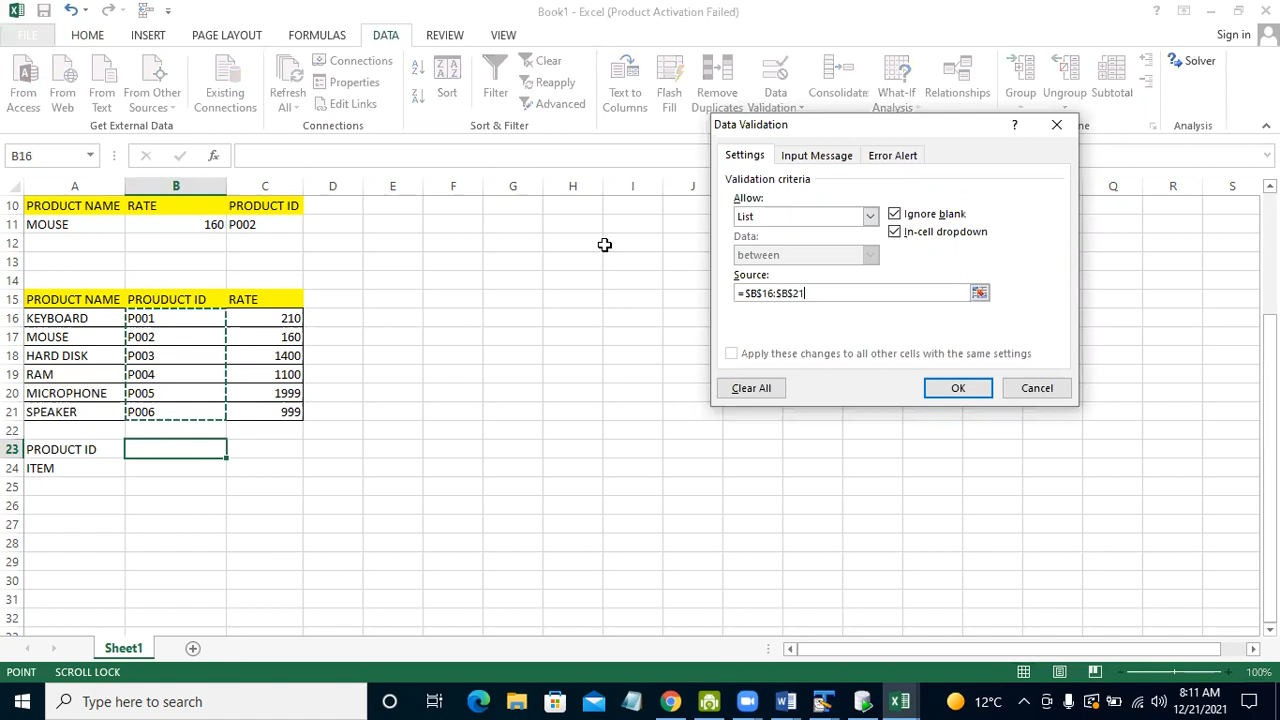 Book1 - Excel (Product Activation Failed)
FILE HOME INSERT PAGE LAYOUT FORMULAS DATA REVIEW VIEW Sign in
From Access
From Web
From Text
From Other Sources
Get External Data
Existing Connections
Refresh All
Connections
Properties
Edit Links
Connections
Sort
Filter
Clear
Reapply
Advanced
Sort & Filter
Text to Columns
Flash Fill
Remove Duplicates
Data Validation
Consolidate
What-If Analysis
Relationships
Group
Ungroup
Subtotal
Solver
Analysis
B16 fx
A B C D E F G H I J P Q R S
10 PRODUCT NAME RATE PRODUCT ID
11 MOUSE 160 P002
12
13
14
15 PRODUCT NAME PROUDUCT ID RATE
16 KEYBOARD P001 210
17 MOUSE P002 160
18 HARD DISK P003 1400
19 RAM P004 1100
20 MICROPHONE P005 1999
21 SPEAKER P006 999
22
23 PRODUCT ID
24 ITEM
25
26
27
28
29
30
31
32
Data Validation ?
Settings Input Message Error Alert
Validation criteria
Allow:
List
Ignore blank
In-cell dropdown
Data:
between
Source:
=$B$16:$B$21
Apply these changes to all other cells with the same settings
Clear All OK Cancel
Sheet1
POINT SCROLL LOCK 100%
Type here to search
12°C
8:11 AM
12/21/2021